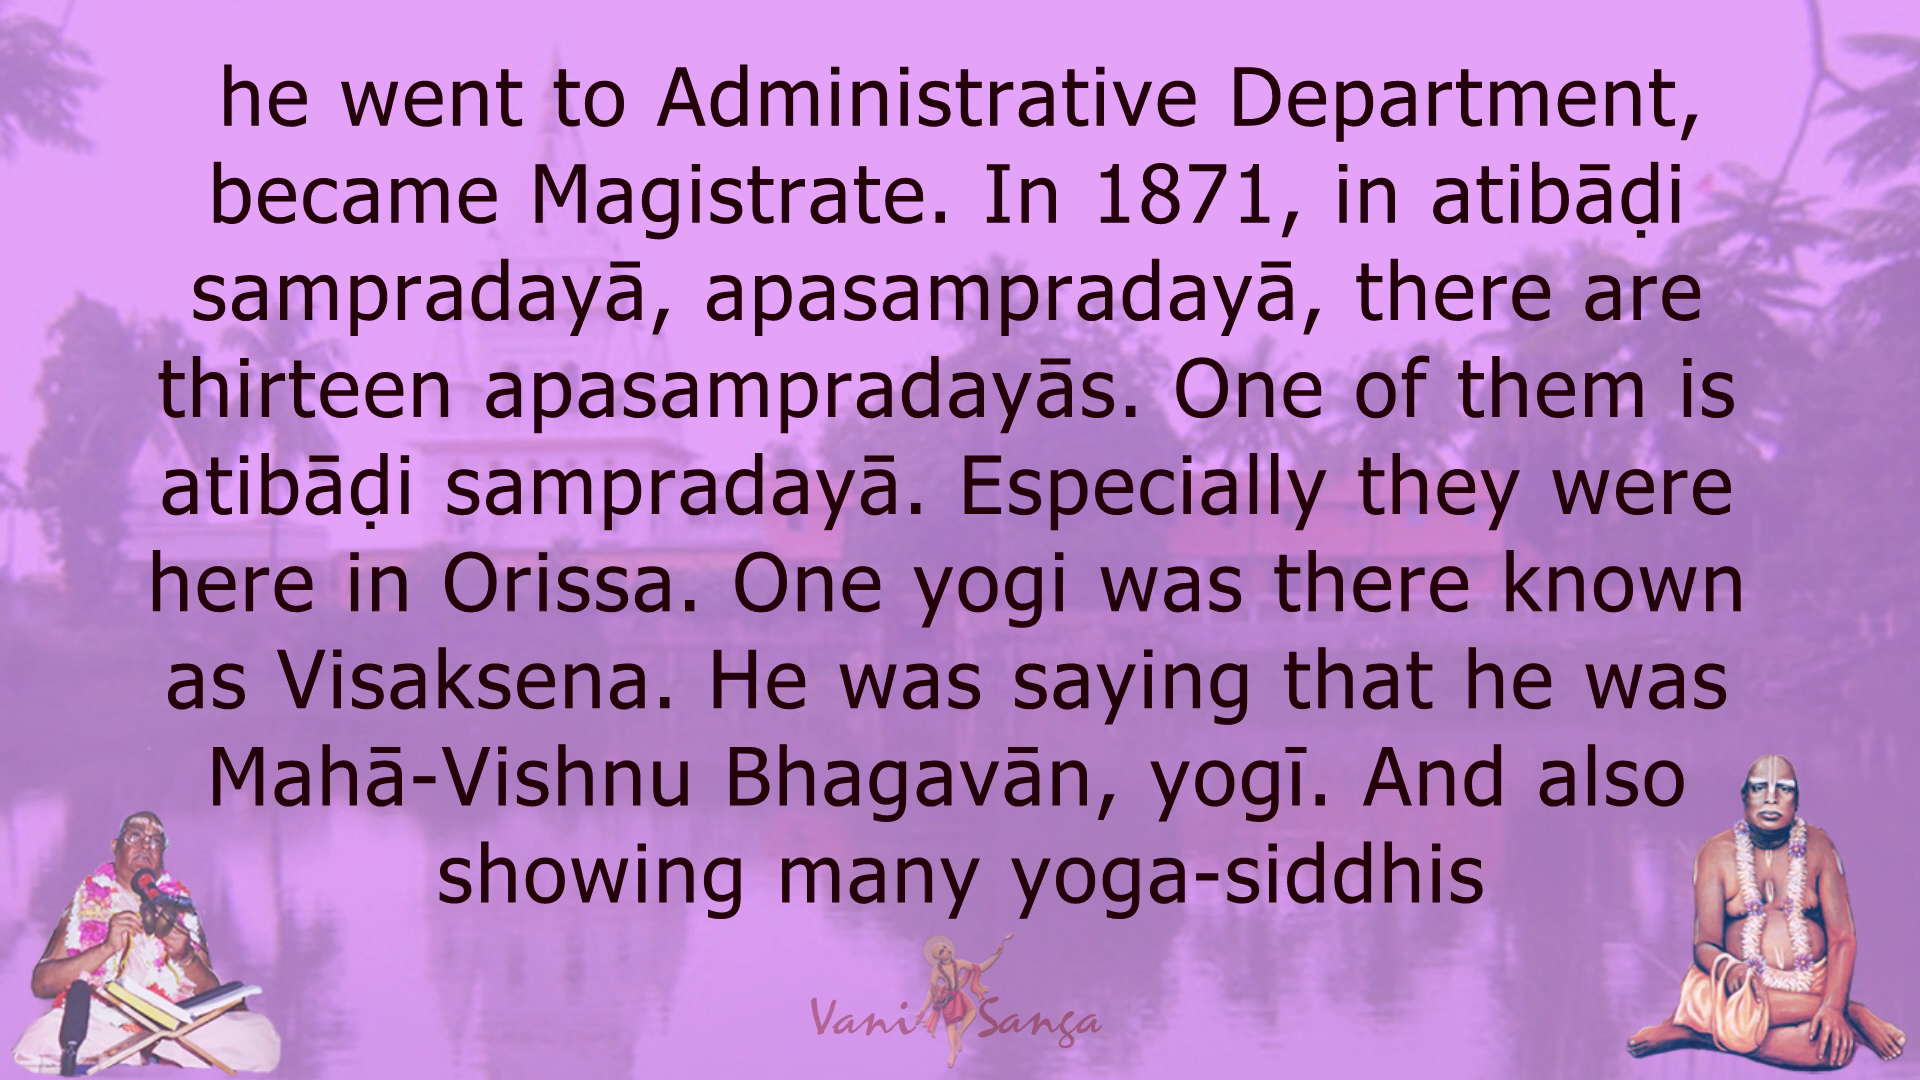 he went to Administrative Department,
became Magistrate. In 1871, in atibāḍi
sampradayā, apasampradayā, there are
thirteen apasampradayās. One of them is
atibāḍi sampradayā. Especially they were
here in Orissa. One yogi was there known
as Visaksena. He was saying that he was
Mahā-Vishnu Bhagavān, yogī. And also
showing many yoga-siddhis
Vani Sanga